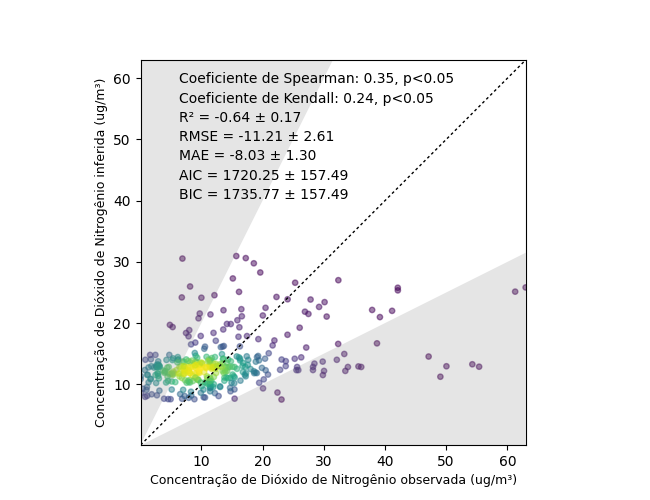 Coeficiente de Spearman: 0.35, p<0.05
Coeficiente de Kendall: 0.24, p<0.05
R² = -0.64 ± 0.17
RMSE = -11.21 ± 2.61
MAE = -8.03 ± 1.30
AIC = 1720.25 ± 157.49
BIC = 1735.77 ± 157.49
Concentração de Dióxido de Nitrogênio inferida (ug/m³)
60
50
40
30
20
10
10 20 30 40 50 60
Concentração de Dióxido de Nitrogênio observada (ug/m³)